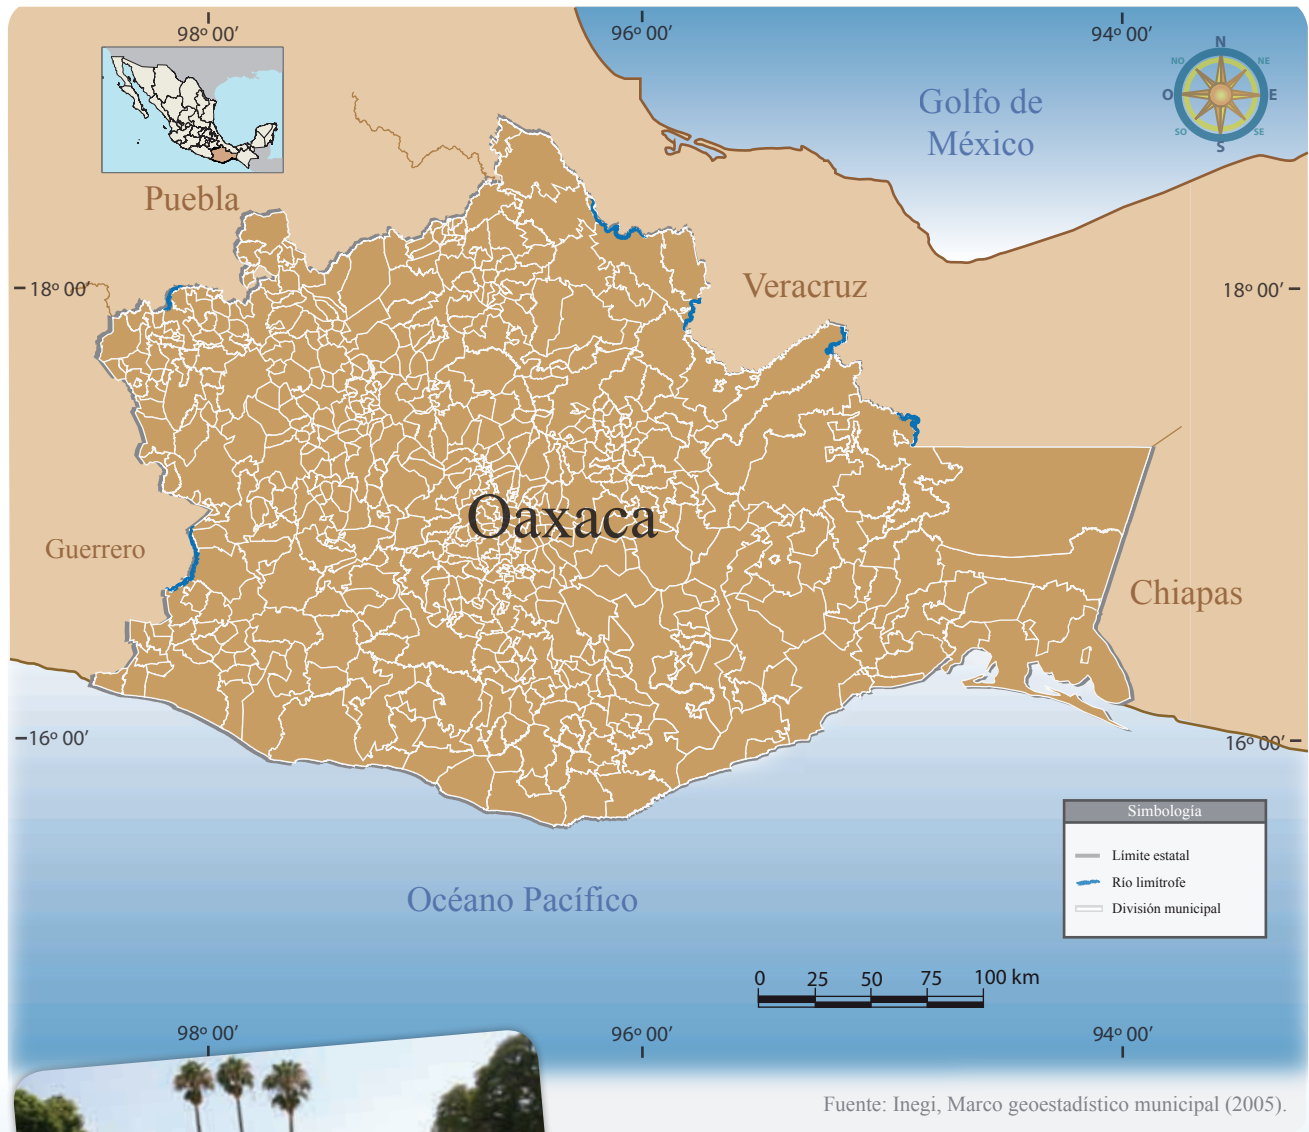 98º 00’
96º 00’
94º 00’
N
NO
NE
O
E
SO
SE
S
Golfo de
México
Puebla
18º 00’
Veracruz
18º 00’
Oaxaca
Guerrero
Chiapas
16º 00’
16º 00’
Simbología
Límite estatal
Río limítrofe
División municipal
Océano Pacífico
0
25
50
75
100 km
98º 00’
96º 00’
94º 00’
Fuente: Inegi, Marco geoestadístico municipal (2005).